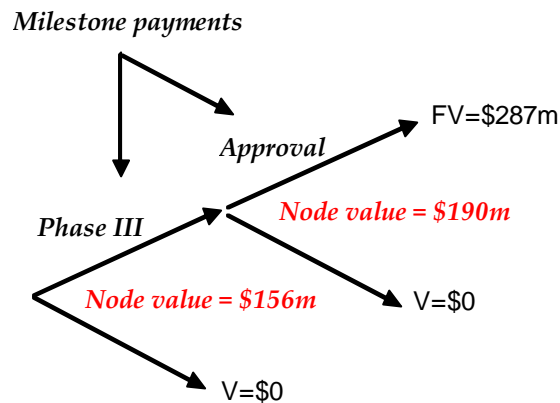 Milestone payments
FV=$287m
Approval
Node value = $190m
Phase III
Node value = $156m
V=$0
V=$0